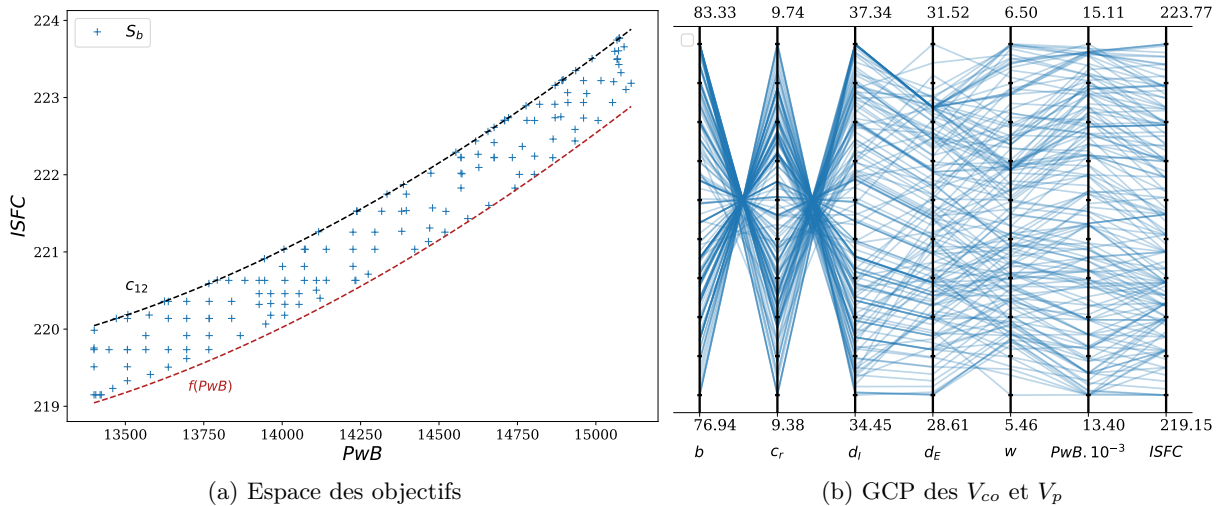 224
223
222
221
220
219
ISFC
S_b
c_12
f(PwB)
13500 13750 14000 14250 14500 14750 15000
PwB
(a) Espace des objectifs
83.33 9.74 37.34 31.52 6.50 15.11 223.77
76.94 9.38 34.45 28.61 5.46 13.40 219.15
b c_r d_I d_E w PwB.10^{-3} ISFC
(b) GCP des V_{co} et V_p